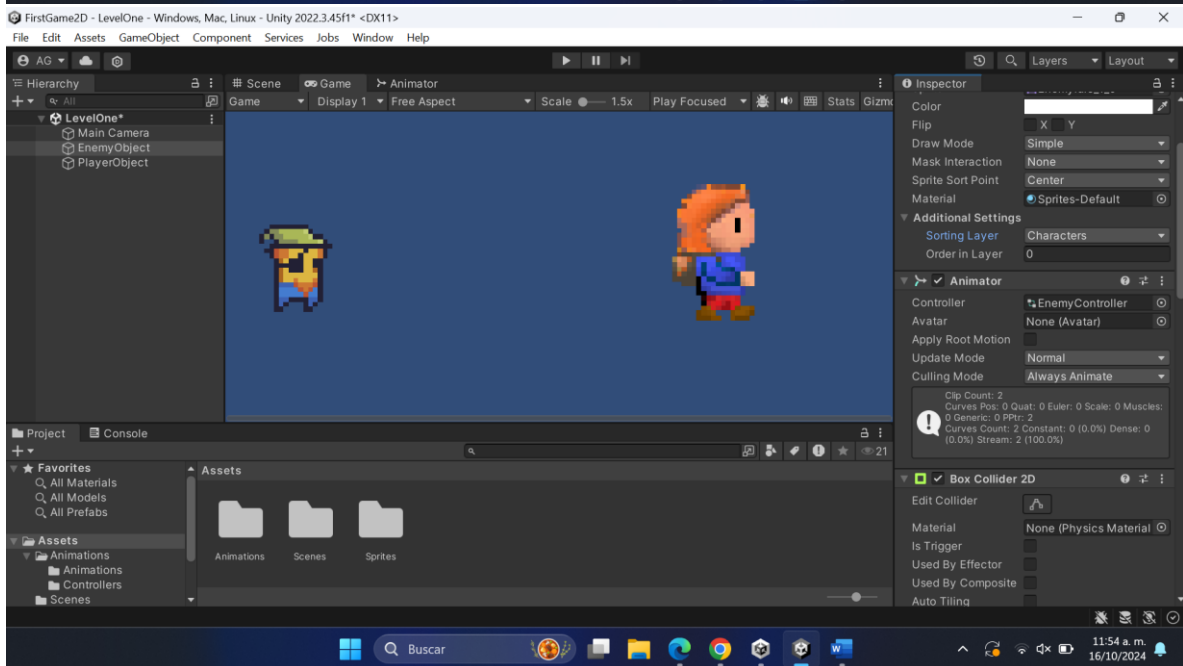 FirstGame2D - LevelOne - Windows, Mac, Linux - Unity 2022.3.45f1* <DX11>
File Edit Assets GameObject Component Services Jobs Window Help
AG Layers Layout
Hierarchy
All
LevelOne*
Main Camera
EnemyObject
PlayerObject
Scene Game Animator
Game Display 1 Free Aspect Scale 1.5x Play Focused Stats Gizmo
Inspector
Color
Flip X Y
Draw Mode Simple
Mask Interaction None
Sprite Sort Point Center
Material Sprites-Default
Additional Settings
Sorting Layer Characters
Order in Layer 0
Animator
Controller EnemyController
Avatar None (Avatar)
Apply Root Motion
Update Mode Normal
Culling Mode Always Animate
Clip Count: 2
Curves Pos: 0 Quat: 0 Euler: 0 Scale: 0 Muscles:
0 Generic: 0 PPtr: 2
Curves Count: 2 Constant: 0 (0.0%) Dense: 0
(0.0%) Stream: 2 (100.0%)
Box Collider 2D
Edit Collider
Material None (Physics Material
Is Trigger
Used By Effector
Used By Composite
Auto Tiling
Project Console
21
Favorites
All Materials
All Models
All Prefabs
Assets
Animations
Animations
Controllers
Scenes
Assets
Animations Scenes Sprites
Buscar
11:54 a. m.
16/10/2024